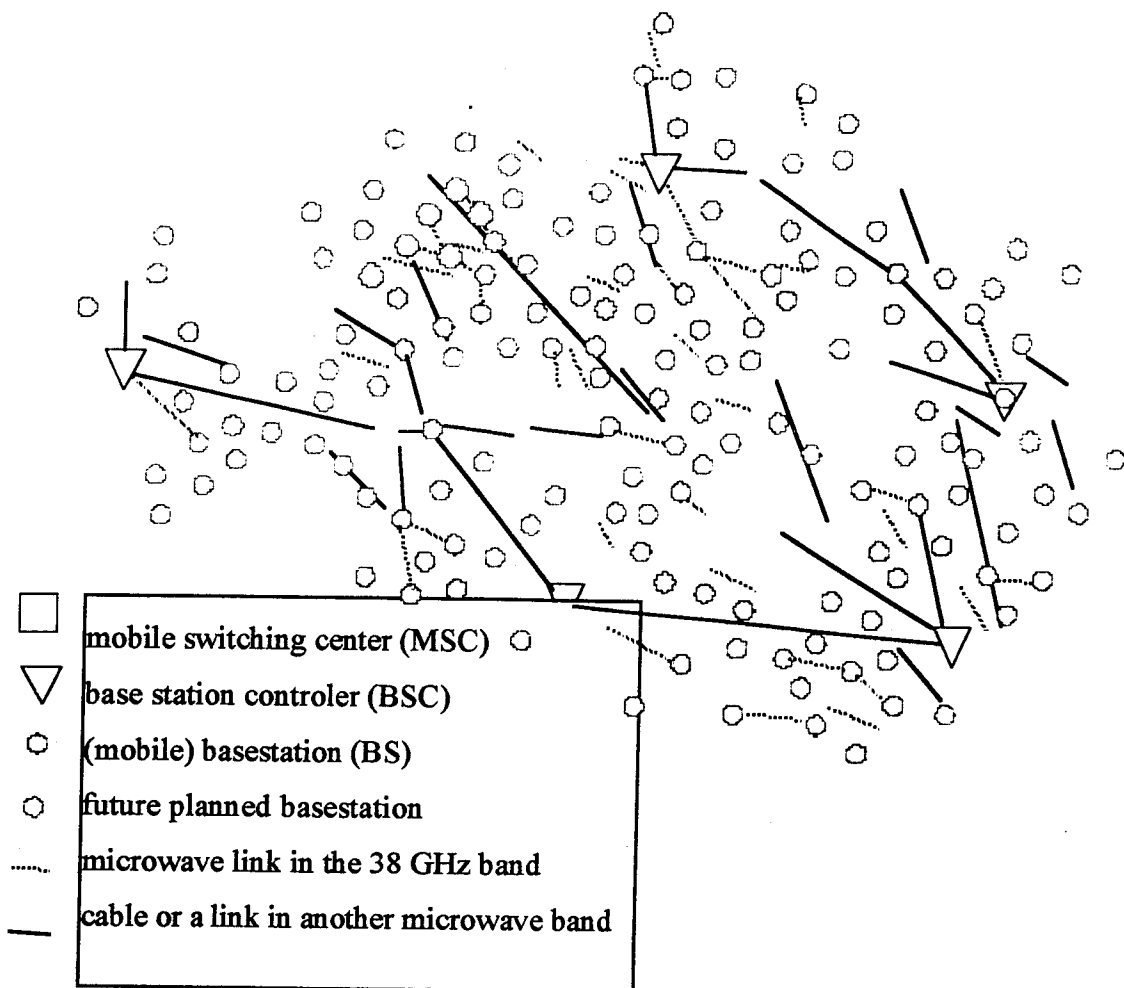 mobile switching center (MSC)
base station controler (BSC)
(mobile) basestation (BS)
future planned basestation
microwave link in the 38 GHz band
cable or a link in another microwave band